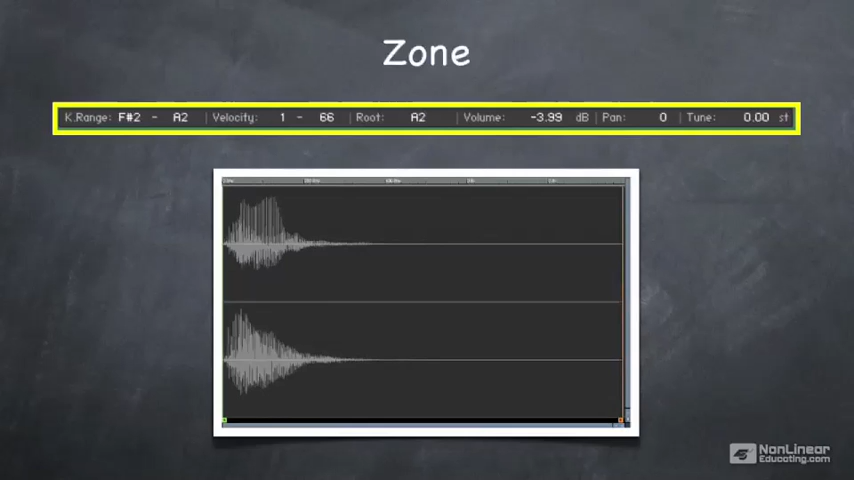 Zone
K.Range: F#2 - A2 | Velocity: 1 - 66 | Root: A2 | Volume: -3.99 dB | Pan: 0 | Tune: 0.00 st
NonLinear
Educating.com